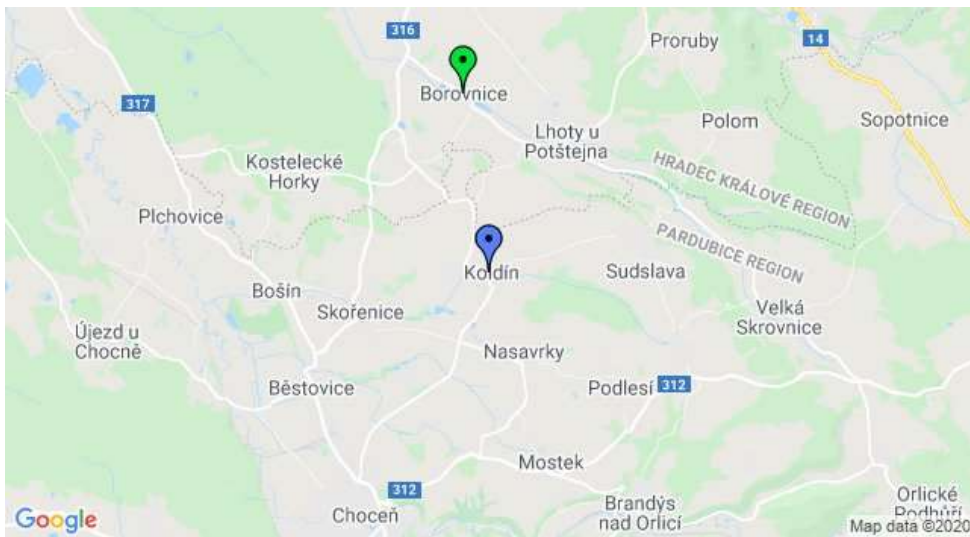 316
Proruby
14
317
Borovnice
Polom
Sopotnice
Lhoty u
Potštejna
Kostelecké
Horky
HRADEC KRÁLOVÉ REGION
Plchovice
PARDUBICE REGION
Koldín
Sudslava
Bošín
Skořenice
Velká
Skrovnice
Újezd u
Chocně
Nasavrky
Běstovice
Podlesí
312
Mostek
312
Choceň
Brandýs
nad Orlicí
Orlické
Podhůří
Google
Map data ©2020